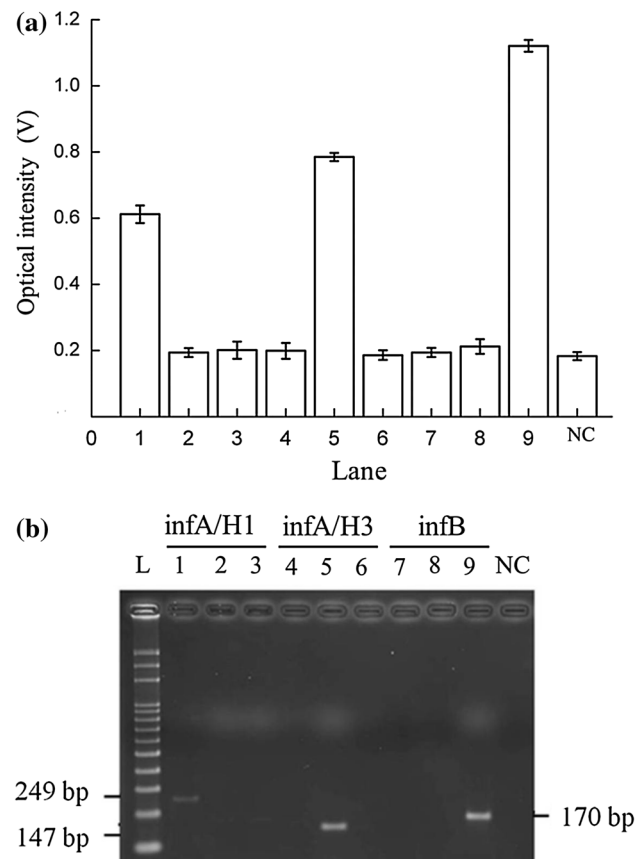 (a)
Optical intensity (V)
1.2
1.0
0.8
0.6
0.4
0.2
0 1 2 3 4 5 6 7 8 9 NC
Lane
(b)
infA/H1 infA/H3 infB
L 1 2 3 4 5 6 7 8 9 NC
249 bp
147 bp
170 bp